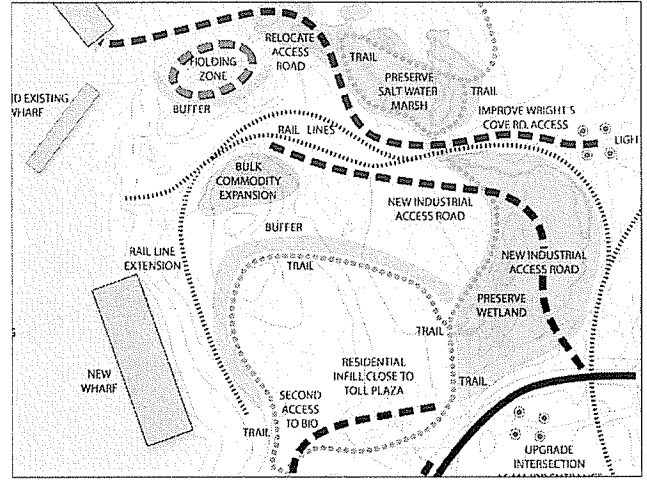 RELOCATE
ACCESS
ROAD
TRAIL
HOLDING
ZONE
PRESERVE
SALT WATER
MARSH
TRAIL
D EXISTING
WHARF
BUFFER
IMPROVE WRIGHT'S
COVE RD. ACCESS
LIGHT
RAIL LINES
BULK
COMMODITY
EXPANSION
NEW INDUSTRIAL
ACCESS ROAD
BUFFER
RAIL LINE
EXTENSION
TRAIL
NEW INDUSTRIAL
ACCESS ROAD
PRESERVE
WETLAND
TRAIL
NEW
WHARF
RESIDENTIAL
INFILL CLOSE TO
TOLL PLAZA
TRAIL
SECOND
ACCESS
TO BIO
TRAIL
UPGRADE
INTERSECTION